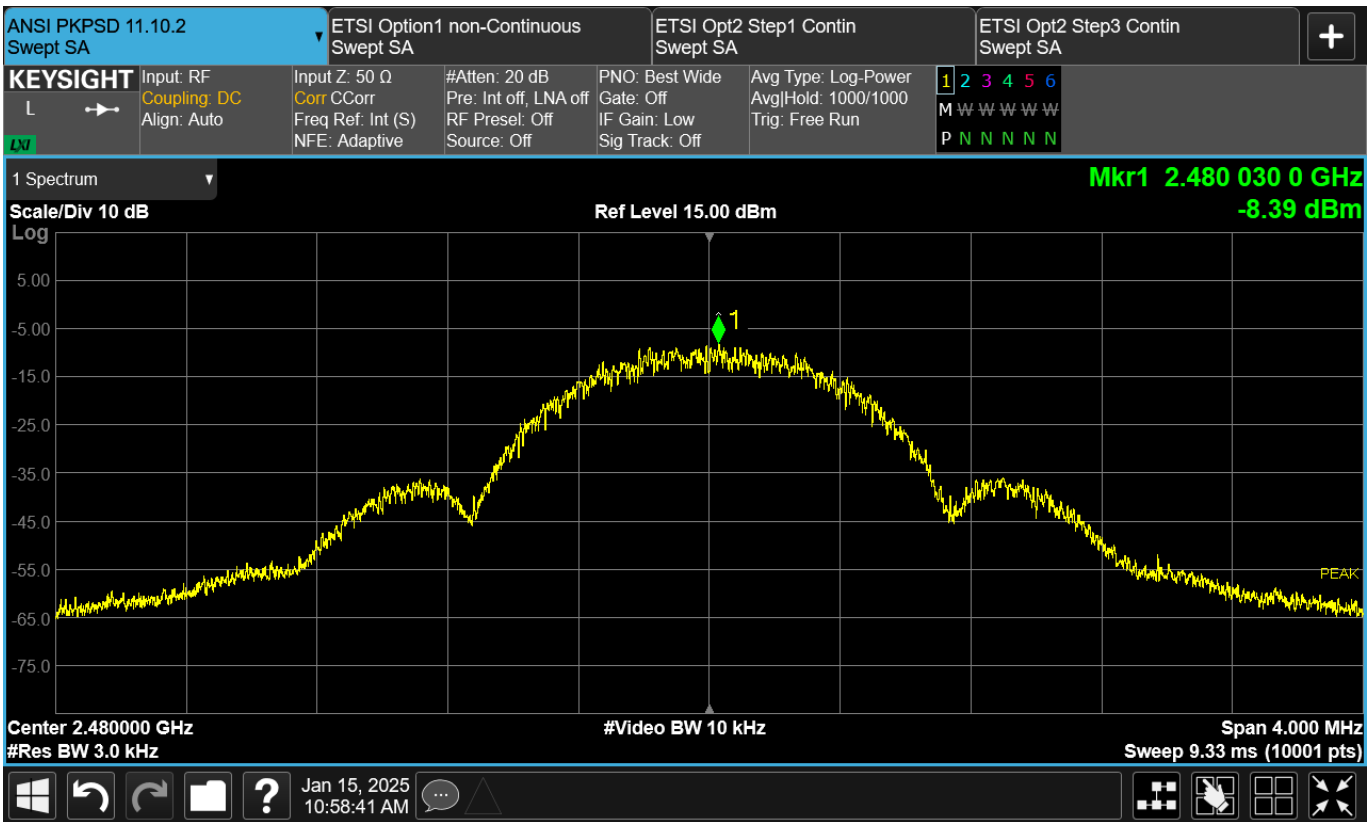 ANSI PKPSD 11.10.2
Swept SA
ETSI Option1 non-Continuous
Swept SA
ETSI Opt2 Step1 Contin
Swept SA
ETSI Opt2 Step3 Contin
Swept SA
KEYSIGHT
L
LXI
Input: RF
Coupling: DC
Align: Auto
Input Z: 50 Ω
Corr CCorr
Freq Ref: Int (S)
NFE: Adaptive
#Atten: 20 dB
Pre: Int off, LNA off
RF Presel: Off
Source: Off
PNO: Best Wide
Gate: Off
IF Gain: Low
Sig Track: Off
Avg Type: Log-Power
Avg|Hold: 1000/1000
Trig: Free Run
1 2 3 4 5 6
M W W W W W
P N N N N N
1 Spectrum
Mkr1 2.480 030 0 GHz
-8.39 dBm
Scale/Div 10 dB
Ref Level 15.00 dBm
Log
5.00
-5.00
-15.0
-25.0
-35.0
-45.0
-55.0
-65.0
-75.0
1
PEAK
Center 2.480000 GHz
#Video BW 10 kHz
Span 4.000 MHz
#Res BW 3.0 kHz
Sweep 9.33 ms (10001 pts)
?
Jan 15, 2025
10:58:41 AM